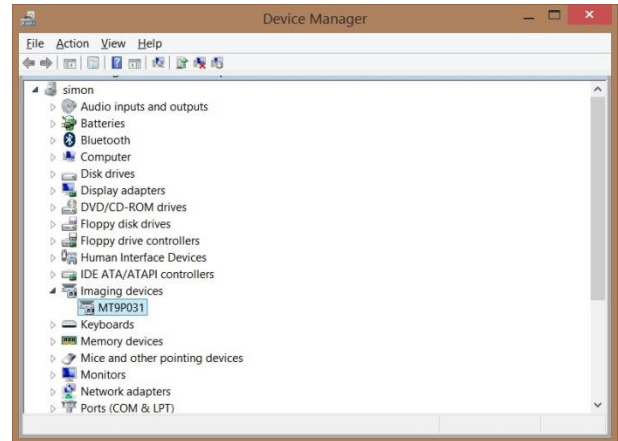 Device Manager
File Action View Help
simon
Audio inputs and outputs
Batteries
Bluetooth
Computer
Disk drives
Display adapters
DVD/CD-ROM drives
Floppy disk drives
Floppy drive controllers
Human Interface Devices
IDE ATA/ATAPI controllers
Imaging devices
MT9P031
Keyboards
Memory devices
Mice and other pointing devices
Monitors
Network adapters
Ports (COM & LPT)